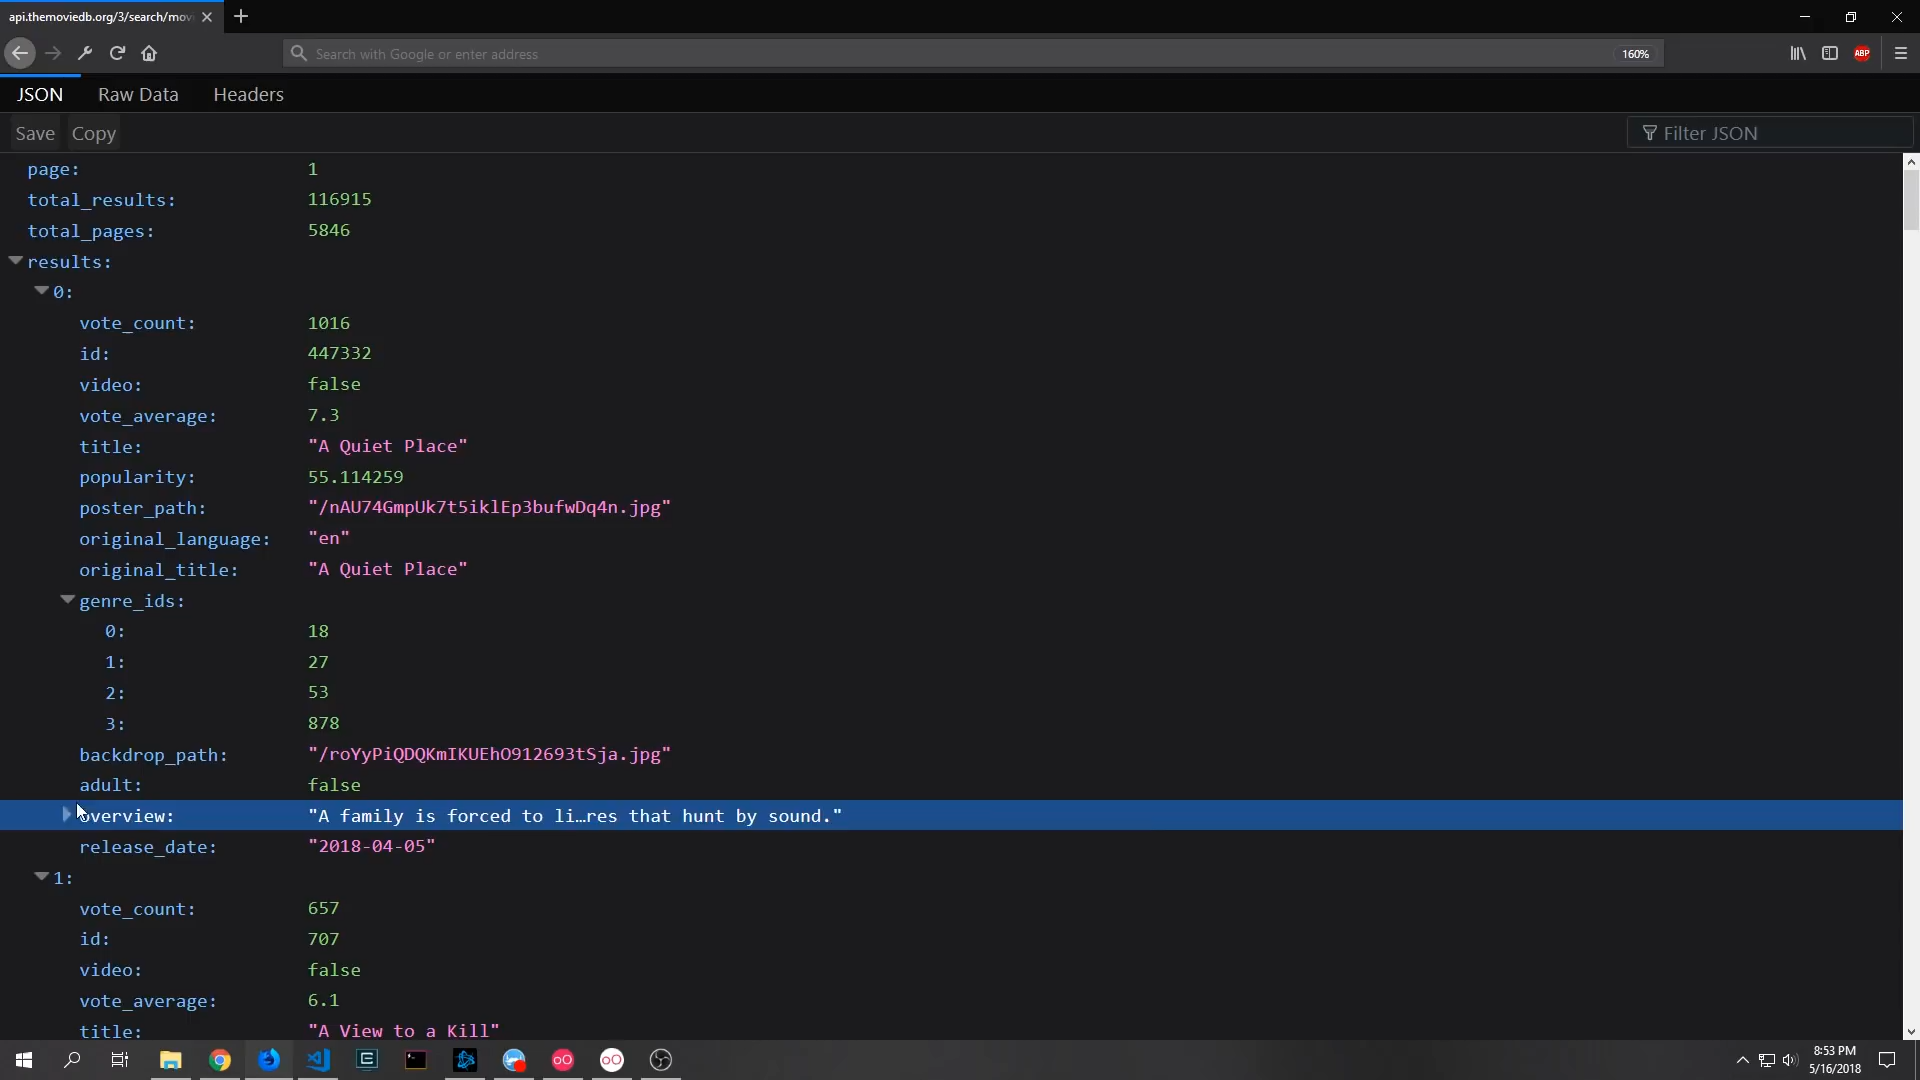 api.themoviedb.org/3/search/mov
Search with Google or enter address
160%
ABP
JSON
Raw Data
Headers
Save
Copy
Filter JSON
page: 1
total_results: 116915
total_pages: 5846
results:
0:
vote_count: 1016
id: 447332
video: false
vote_average: 7.3
title: "A Quiet Place"
popularity: 55.114259
poster_path: "/nAU74GmpUk7t5iklEp3bufwDq4n.jpg"
original_language: "en"
original_title: "A Quiet Place"
genre_ids:
0: 18
1: 27
2: 53
3: 878
backdrop_path: "/roYyPiQDQKmIKUEhO912693tSja.jpg"
adult: false
overview: "A family is forced to li…res that hunt by sound."
release_date: "2018-04-05"
1:
vote_count: 657
id: 707
video: false
vote_average: 6.1
title: "A View to a Kill"
8:53 PM
5/16/2018